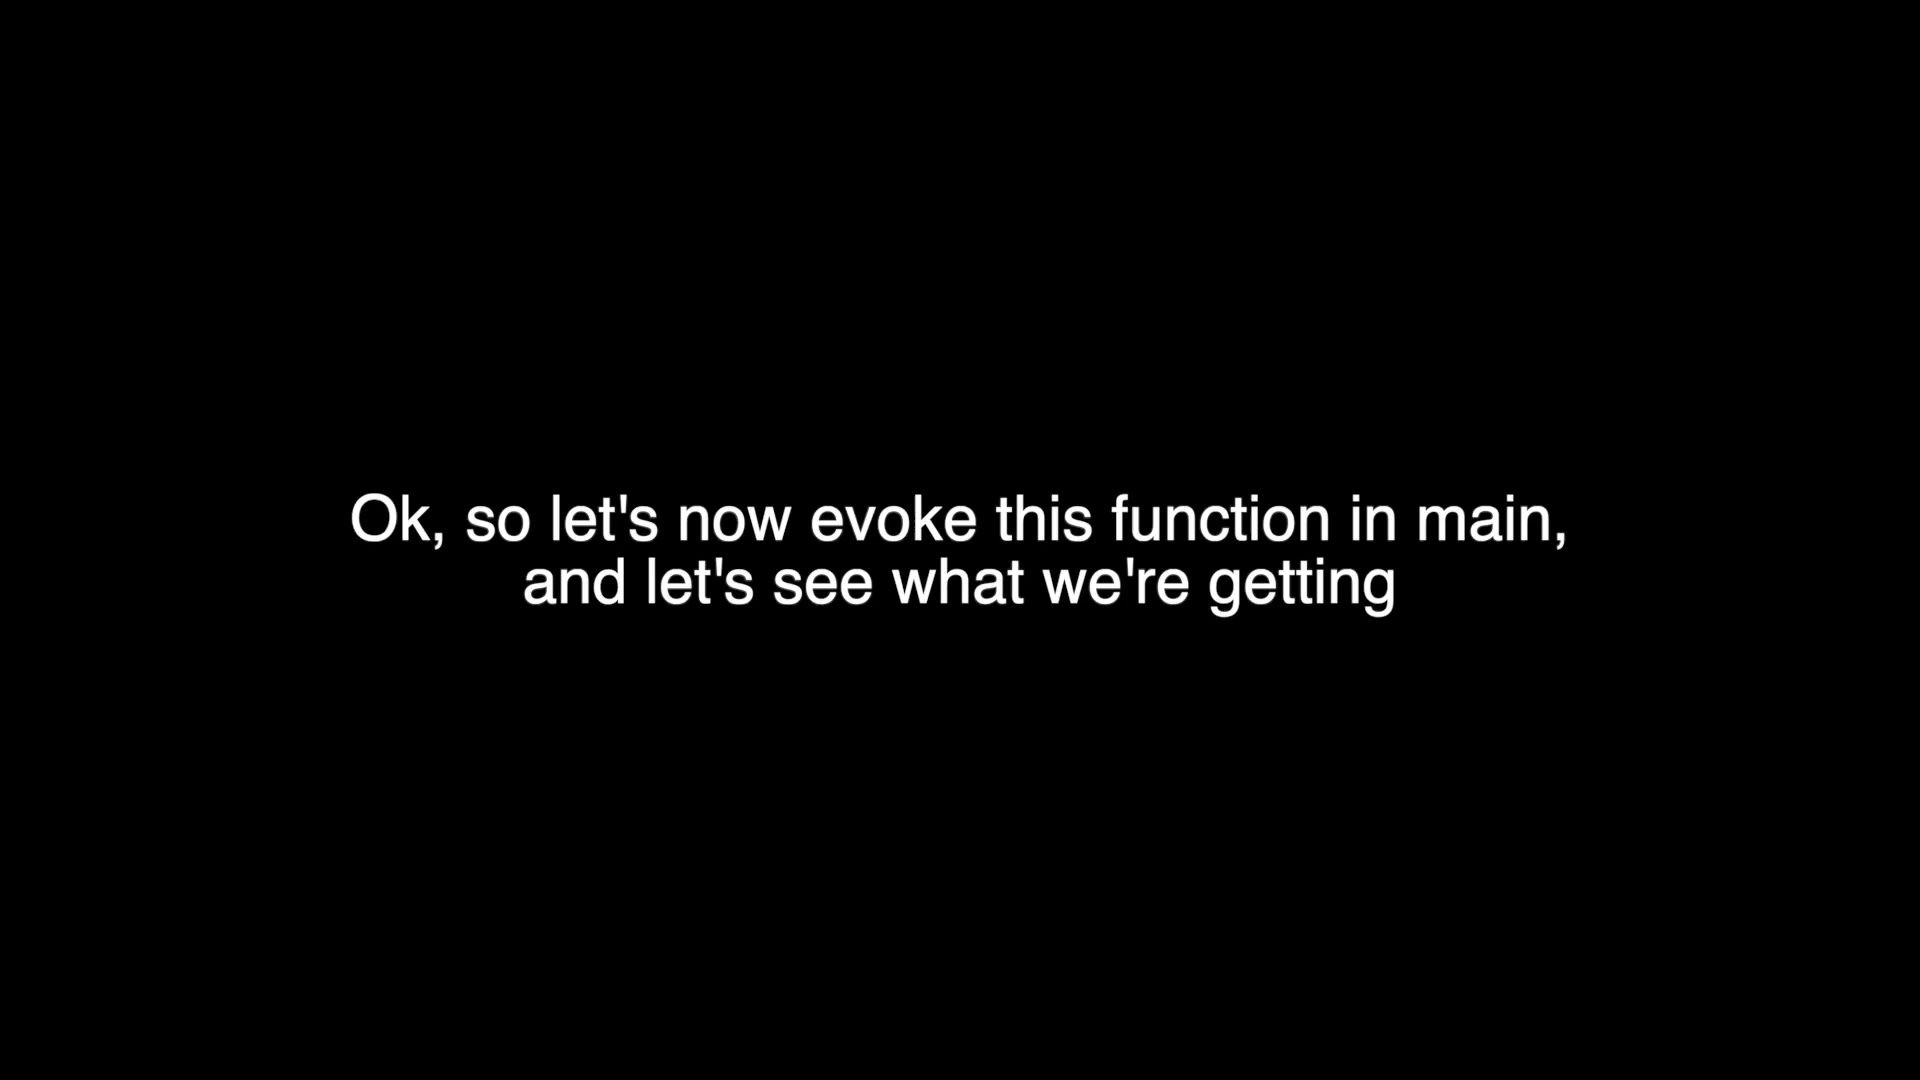 Ok, so let's now evoke this function in main,
and let's see what we're getting